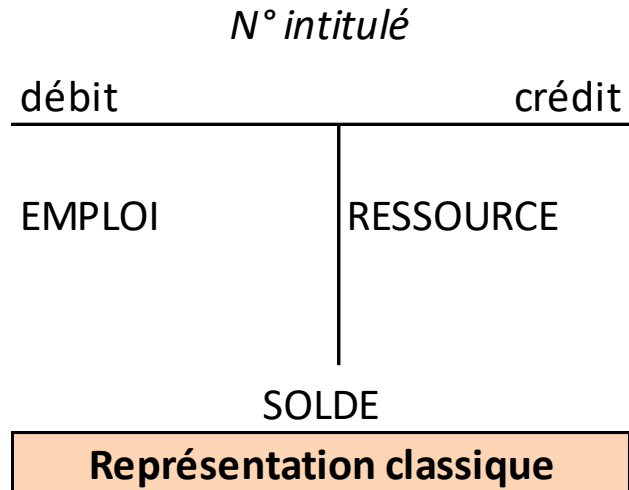 N° intitulé
débit crédit
EMPLOI RESSOURCE
SOLDE
Représentation classique